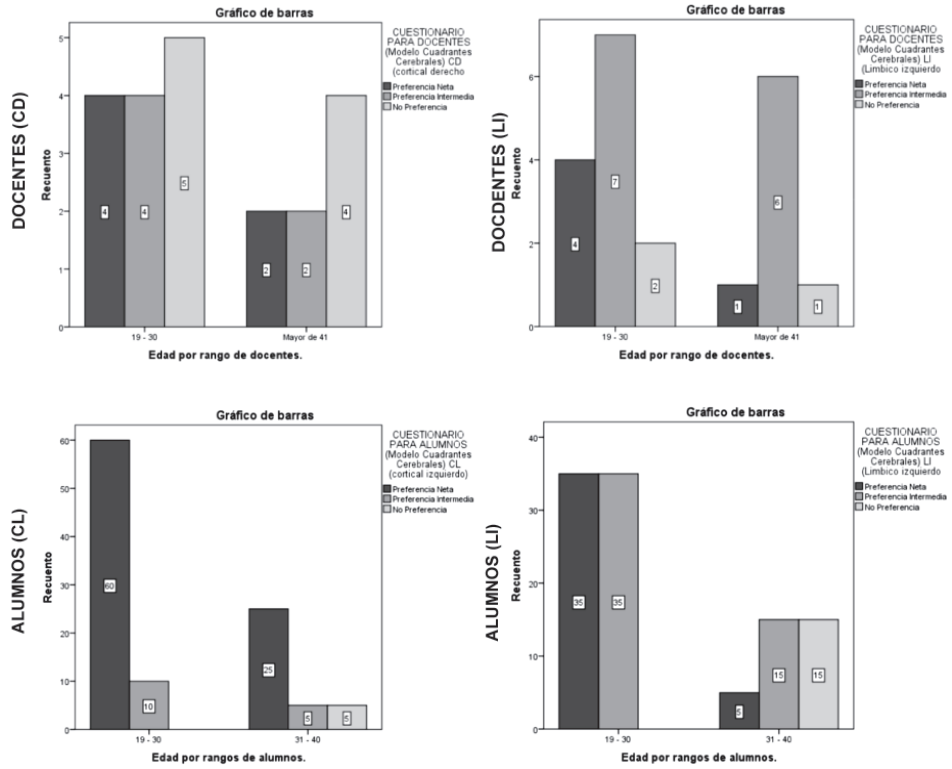 Gráfico de barras
DOCENTES (CD)
Recuento
5
4
3
2
1
0
4
4
5
2
2
4
19 - 30
Mayor de 41
Edad por rango de docentes.
CUESTIONARIO
PARA DOCENTES
(Modelo Cuadrantes
Cerebrales) CD
(cortical derecho
Preferencia Neta
Preferencia Intermedia
No Preferencia
Gráfico de barras
DOCDENTES (LI)
Recuento
6
4
2
0
4
7
2
1
6
1
19 - 30
Mayor de 41
Edad por rango de docentes.
CUESTIONARIO
PARA DOCENTES
(Modelo Cuadrantes
Cerebrales) LI
(Limbico izquierdo
Preferencia Neta
Preferencia Intermedia
No Preferencia
Gráfico de barras
ALUMNOS (CL)
Recuento
60
50
40
30
20
10
0
60
10
25
5
5
19 - 30
31 - 40
Edad por rangos de alumnos.
CUESTIONARIO
PARA ALUMNOS
(Modelo Cuadrantes
Cerebrales) CL
(cortical izquierdo)
Preferencia Neta
Preferencia Intermedia
No Preferencia
Gráfico de barras
ALUMNOS (LI)
Recuento
40
30
20
10
0
35
35
5
15
15
19 - 30
31 - 40
Edad por rangos de alumnos.
CUESTIONARIO
PARA ALUMNOS
(Modelo Cuadrantes
Cerebrales) LI
(Limbico izquierdo
Preferencia Neta
Preferencia Intermedia
No Preferencia